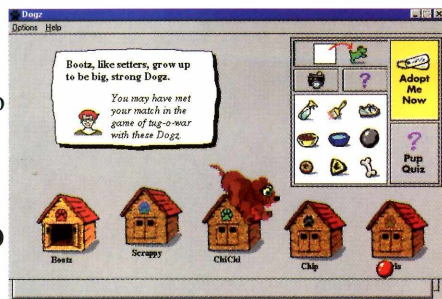 Dogz
Options Help
Bootz, like setters, grow up
to be big, strong Dogz.
You may have met
your match in the
game of tug-o-war
with these Dogz.
Adopt
Me
Now
?
?
Pup
Quiz
Bootz
Scrappy
ChiChi
Chip